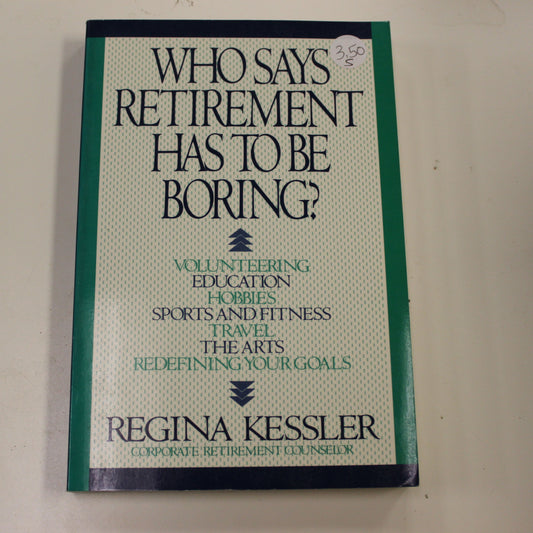 3.50
S
WHO SAYS
RETIREMENT
HAS TO BE
BORING?
VOLUNTEERING
EDUCATION
HOBBIES
SPORTS AND FITNESS
TRAVEL
THE ARTS
REDEFINING YOUR GOALS
REGINA KESSLER
CORPORATE RETIREMENT COUNSELOR